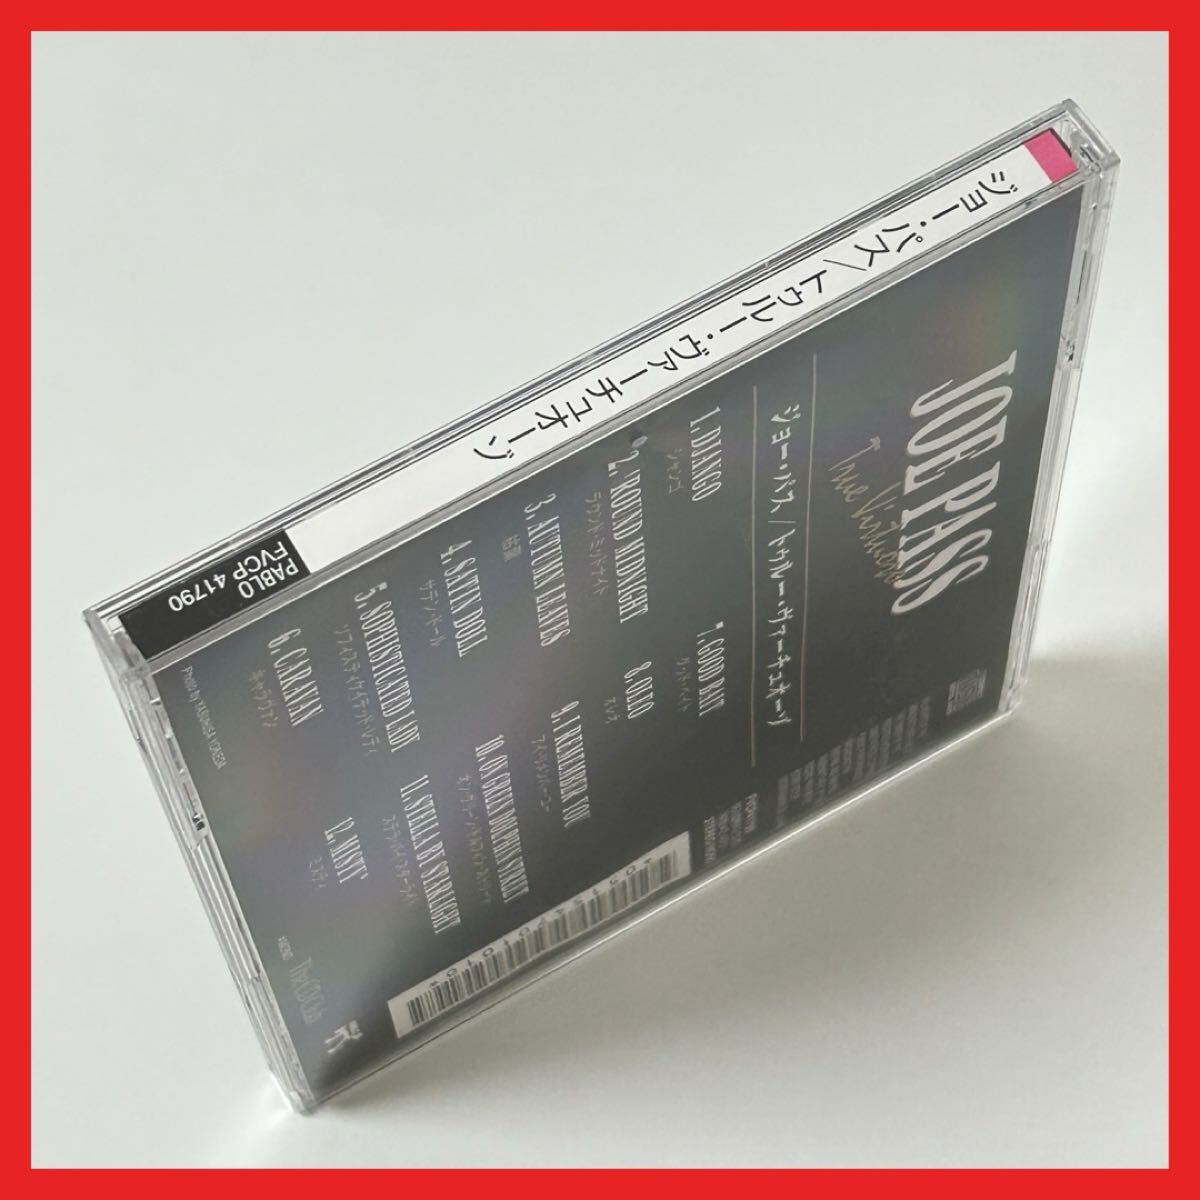 ジョー・パス/トゥルー・ヴァーチュオーゾ
PABLO
FVCP 41790
JOE PASS
True Virtuoso
ジョー・パス/トゥルー・ヴァーチュオーゾ
1. DJANGO
ジャンゴ
2. 'ROUND MIDNIGHT
ラウンド・ミッドナイト
3. AUTUMN LEAVES
枯葉
4. SATIN DOLL
サテン・ドール
5. SOPHISTICATED LADY
ソフィスティケイテッド・レディ
6. CARAVAN
キャラヴァン
7. GOOD BAIT
グッド・ベイト
8. OLEO
オレオ
9. I REMEMBER YOU
アイ・リメンバー・ユー
10. ON GREEN DOLPHIN STREET
オン・グリーン・ドルフィン・ストリート
11. STELLA BY STARLIGHT
ステラ・バイ・スターライト
12. MISTY
ミスティ